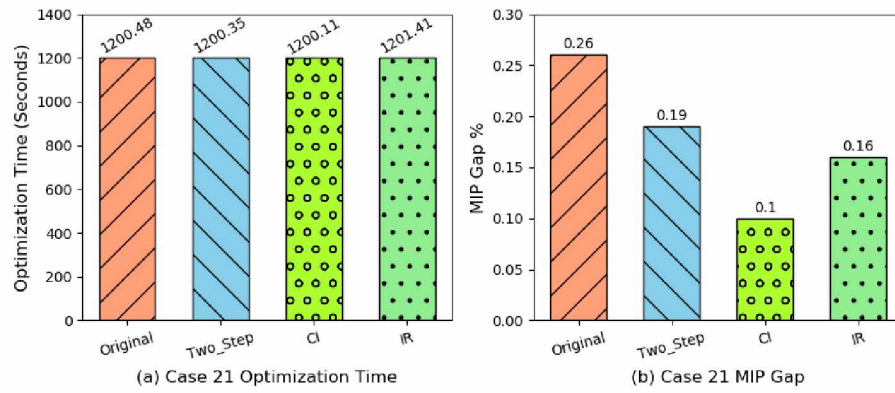 Optimization Time (Seconds)
1400
1200
1000
800
600
400
200
0
1200.48
1200.35
1200.11
1201.41
Original
Two_Step
CI
IR
(a) Case 21 Optimization Time
MIP Gap %
0.30
0.25
0.20
0.15
0.10
0.05
0.00
0.26
0.19
0.1
0.16
Original
Two_Step
CI
IR
(b) Case 21 MIP Gap